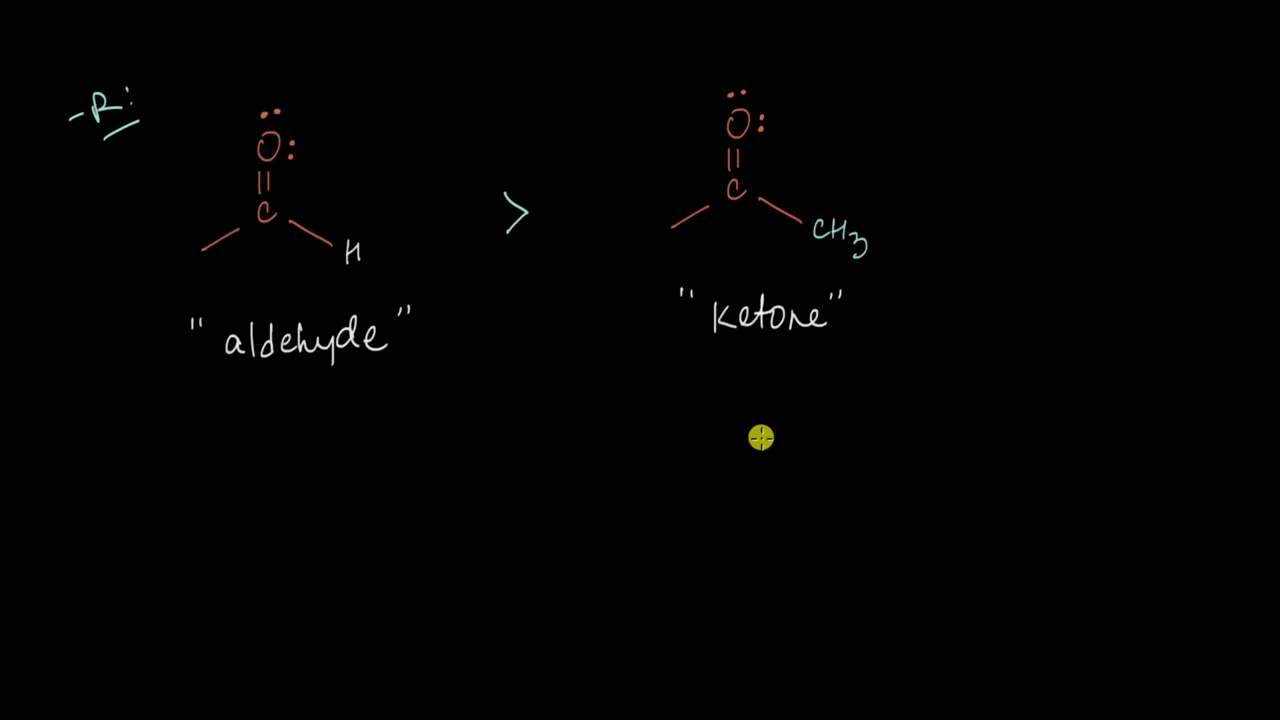 -R:
O
||
C
H
"aldehyde"
>
O
||
C
CH₃
"ketone"